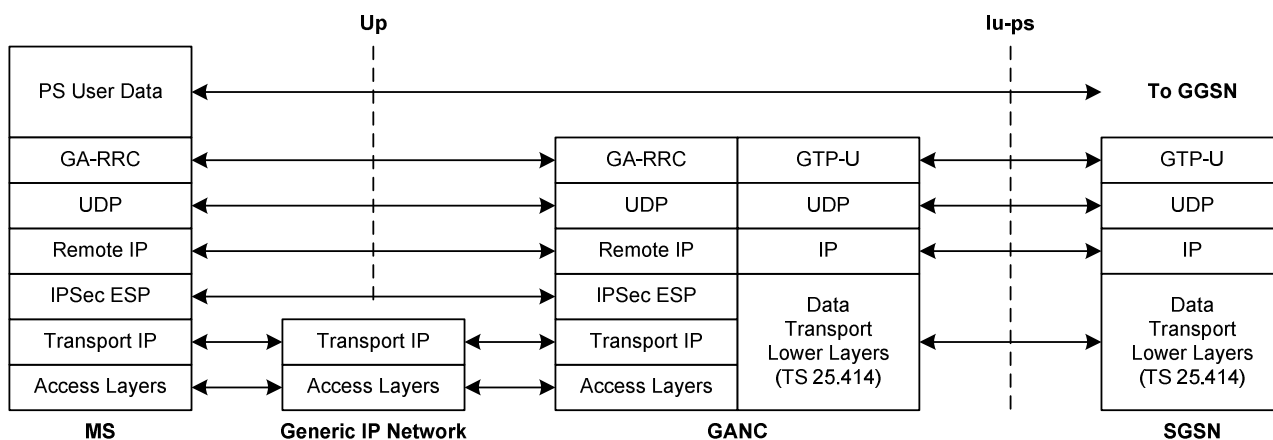 Up
Iu-ps
PS User Data
To GGSN
GA-RRC
GA-RRC
GTP-U
GTP-U
UDP
UDP
UDP
UDP
Remote IP
Remote IP
IP
IP
IPSec ESP
IPSec ESP
Data
Transport
Lower Layers
(TS 25.414)
Data
Transport
Lower Layers
(TS 25.414)
Transport IP
Transport IP
Transport IP
Access Layers
Access Layers
Access Layers
MS
Generic IP Network
GANC
SGSN